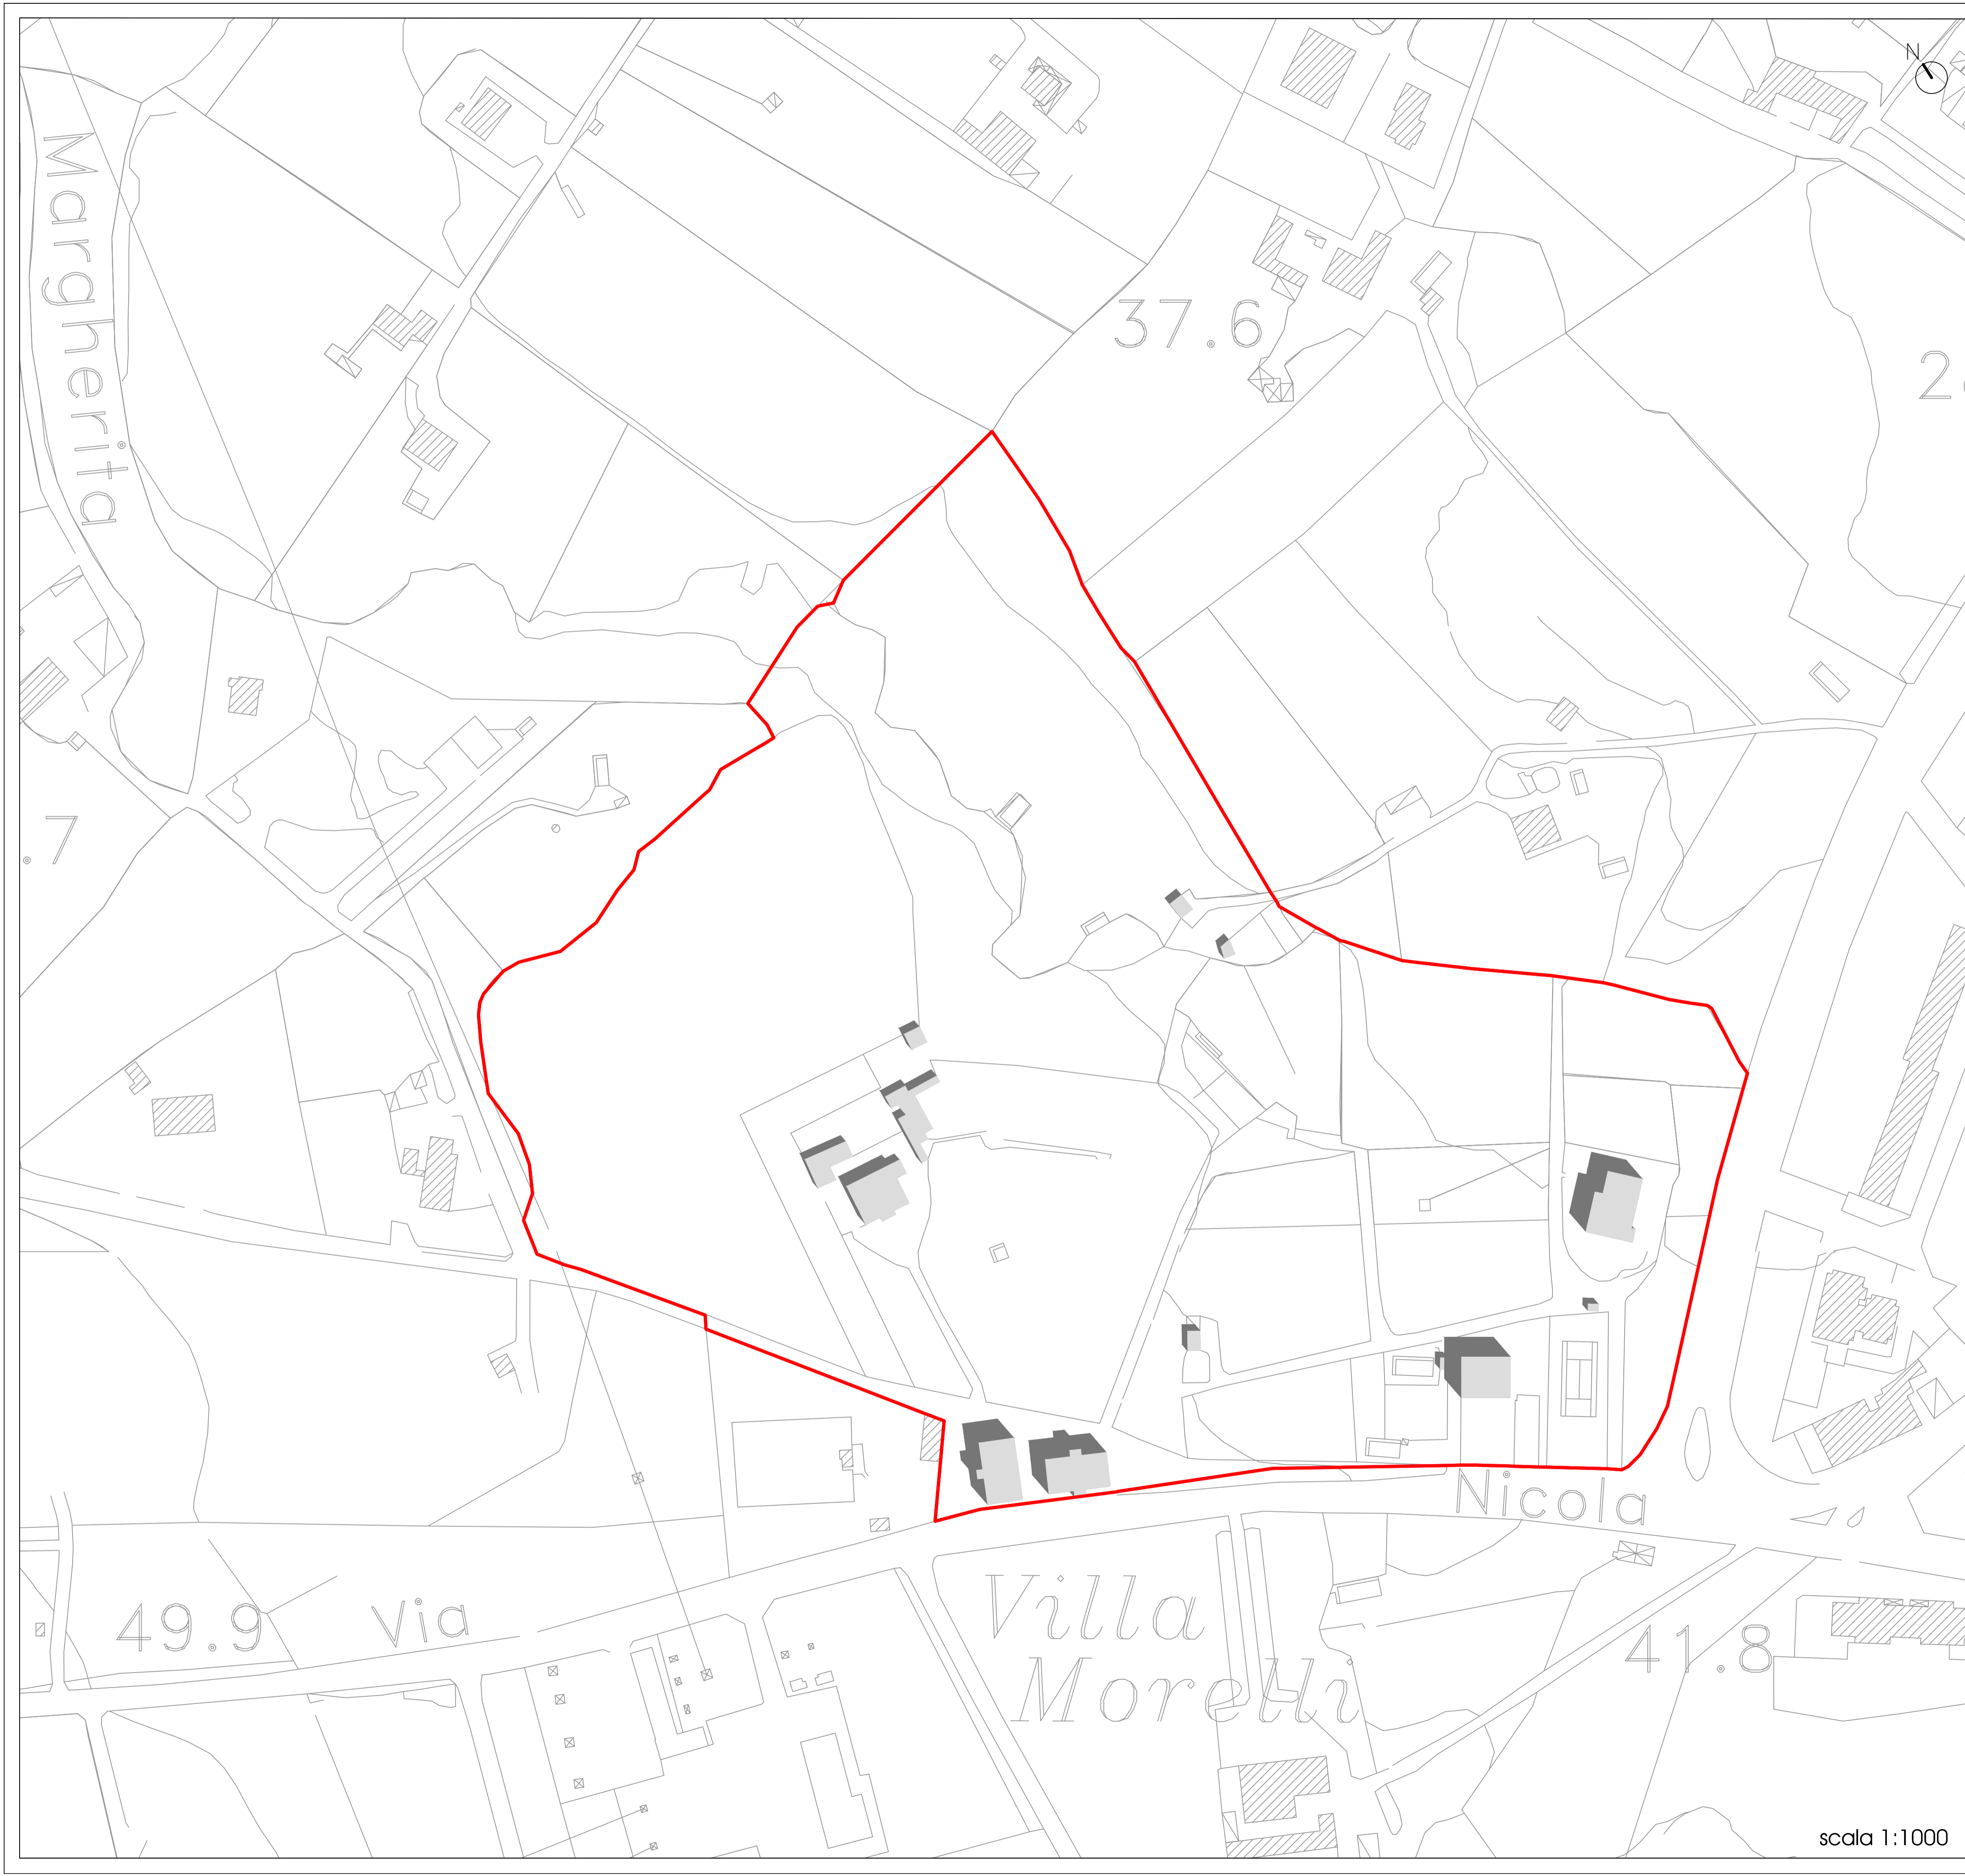 N
Margherita
37.6
.7
Nicola
Villa
Morelli
49.9
Via
41.8
scala 1:1000